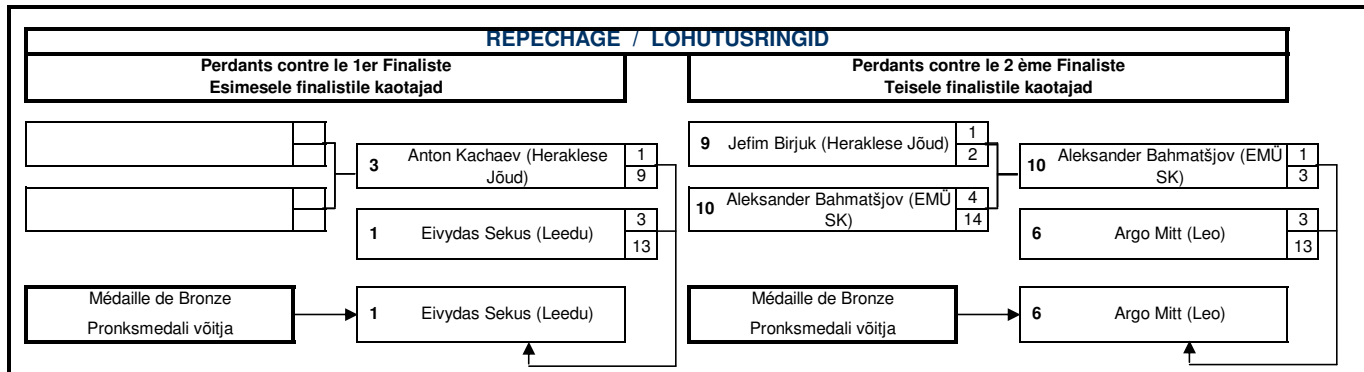 REPECHAGE / LOHUTUSRINGID
Perdants contre le 1er Finaliste
Esimesele finalistile kaotajad
Perdants contre le 2 ème Finaliste
Teisele finalistile kaotajad
3 Anton Kachaev (Heraklese Jõud) 1
9
1 Eivydas Sekus (Leedu) 3
13
9 Jefim Birjuk (Heraklese Jõud) 1
2
10 Aleksander Bahmatšjov (EMÜ SK) 4
14
10 Aleksander Bahmatšjov (EMÜ SK) 1
3
6 Argo Mitt (Leo) 3
13
Médaille de Bronze
Pronksmedali võitja
1 Eivydas Sekus (Leedu)
Médaille de Bronze
Pronksmedali võitja
6 Argo Mitt (Leo)